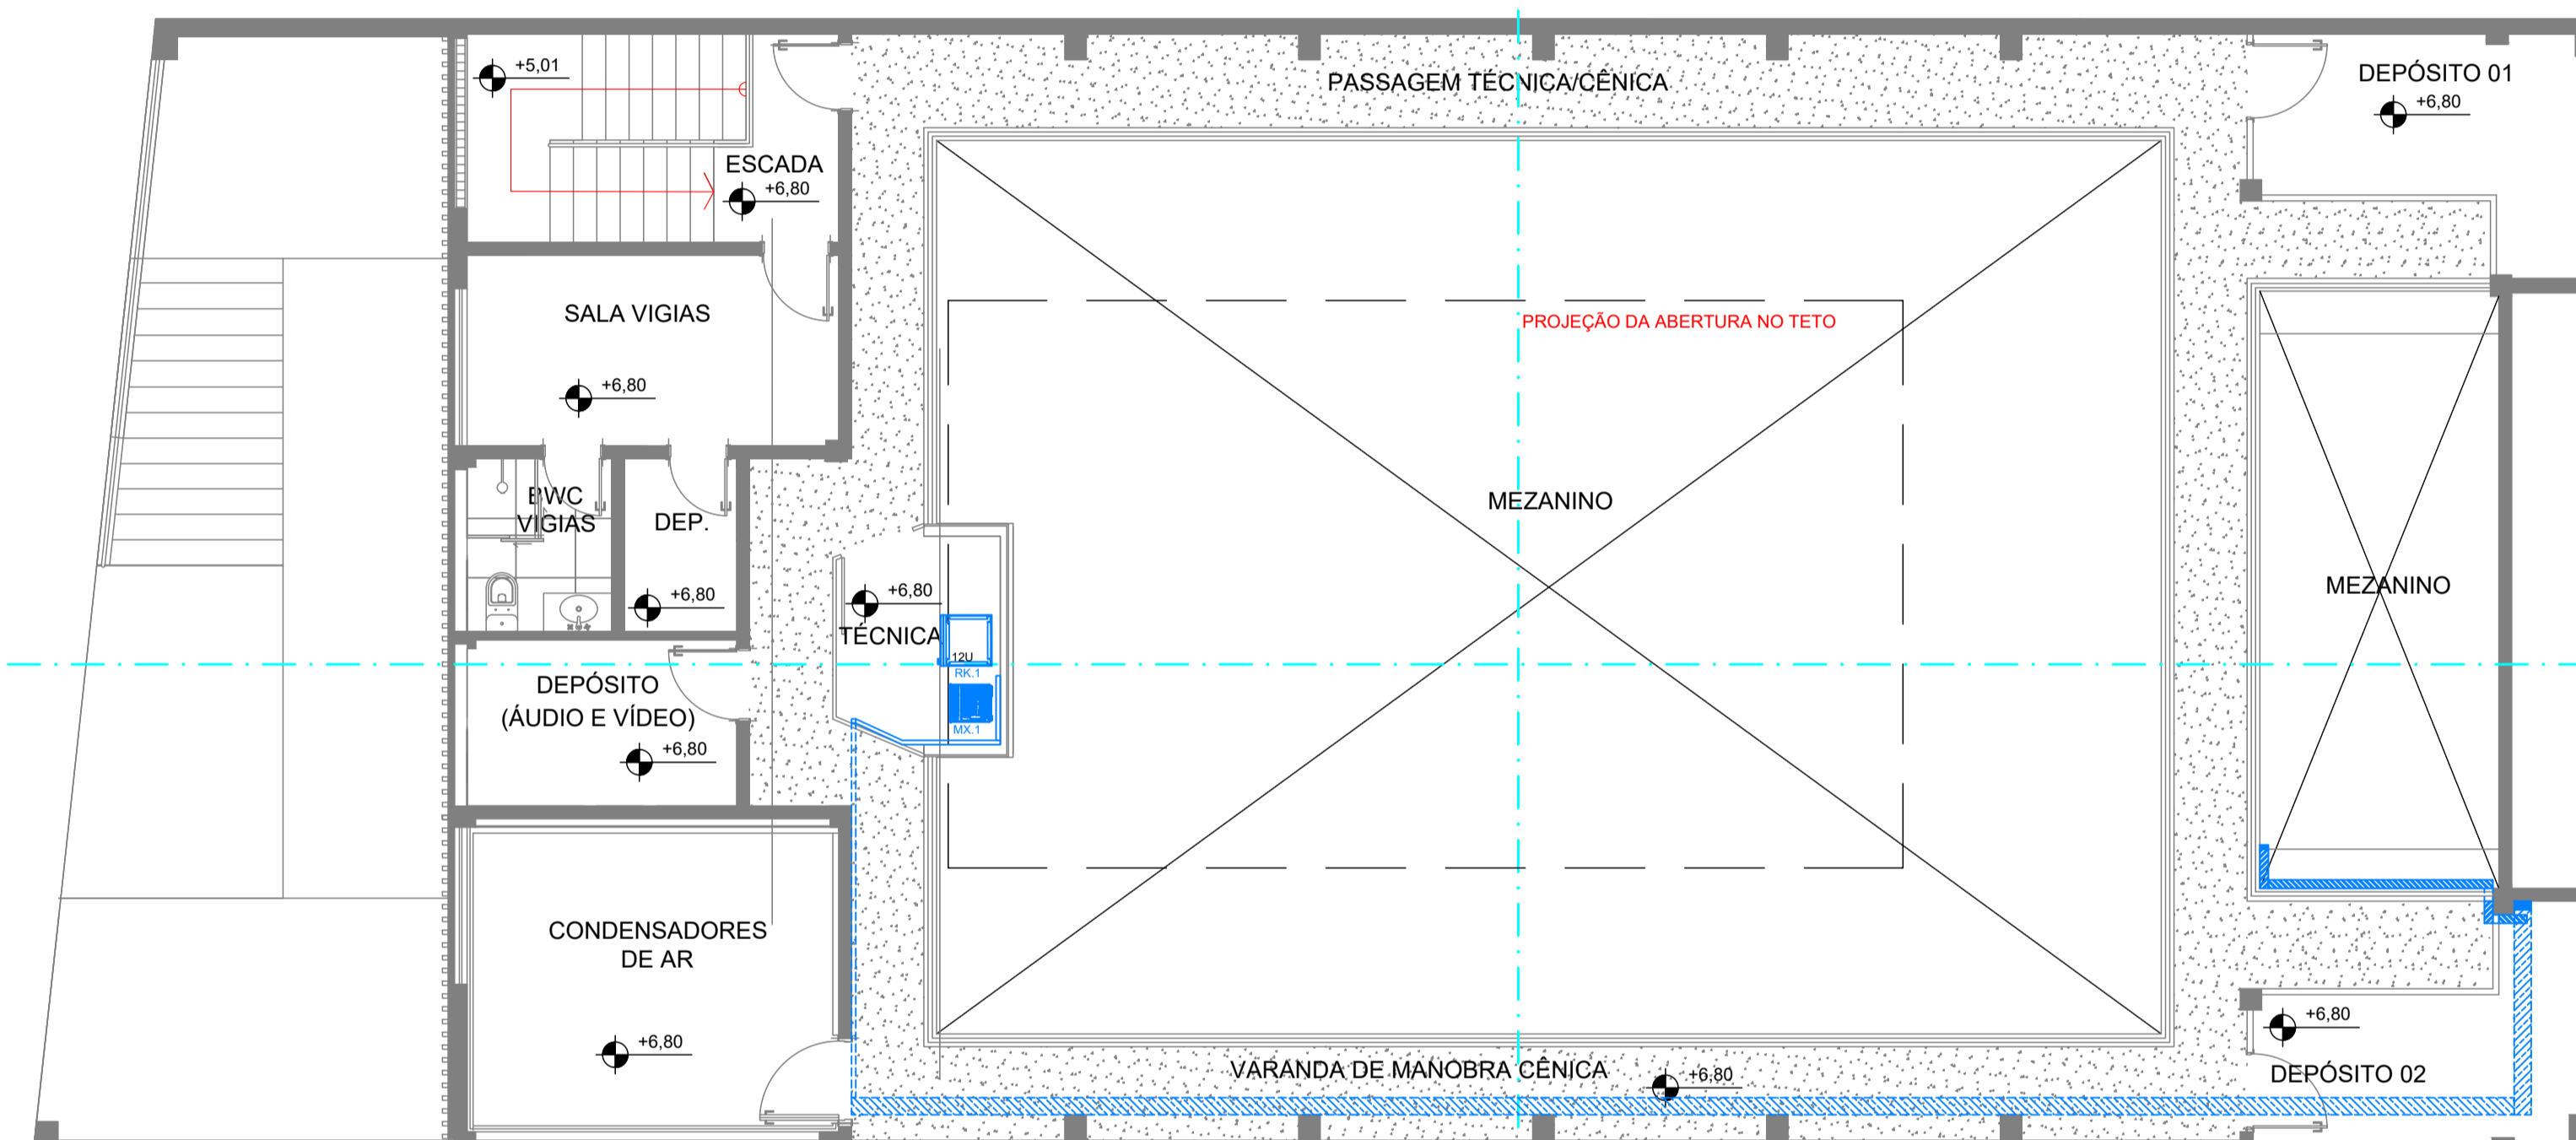 +5,01
PASSAGEM TÉCNICA/CÊNICA
DEPÓSITO 01
+6,80
ESCADA
+6,80
SALA VIGIAS
PROJEÇÃO DA ABERTURA NO TETO
+6,80
BWC
VIGIAS
DEP.
MEZANINO
MEZANINO
+6,80
+6,80
TÉCNICA
12U
RK.1
DEPÓSITO
(ÁUDIO E VÍDEO)
MX.1
+6,80
CONDENSADORES
DE AR
+6,80
+6,80
VARANDA DE MANOBRA CÊNICA
+6,80
DEPÓSITO 02